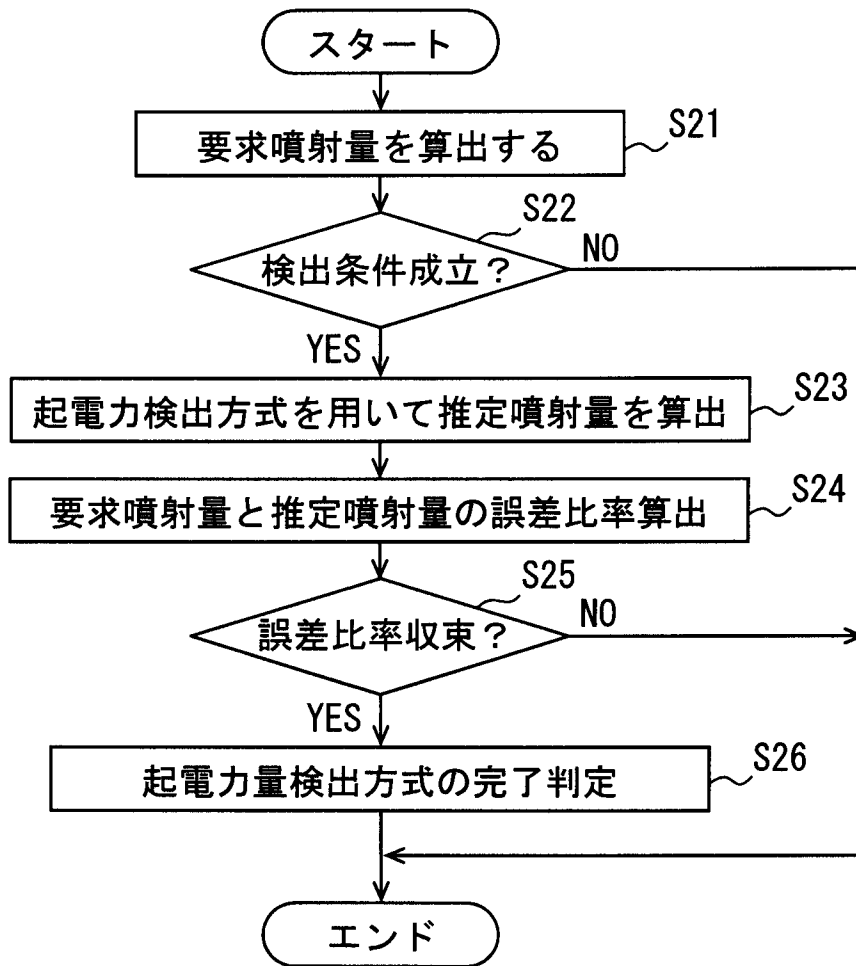 スタート
要求噴射量を算出する
S21
検出条件成立？
S22
NO
YES
起電力検出方式を用いて推定噴射量を算出
S23
要求噴射量と推定噴射量の誤差比率算出
S24
誤差比率収束？
S25
NO
YES
起電力量検出方式の完了判定
S26
エンド